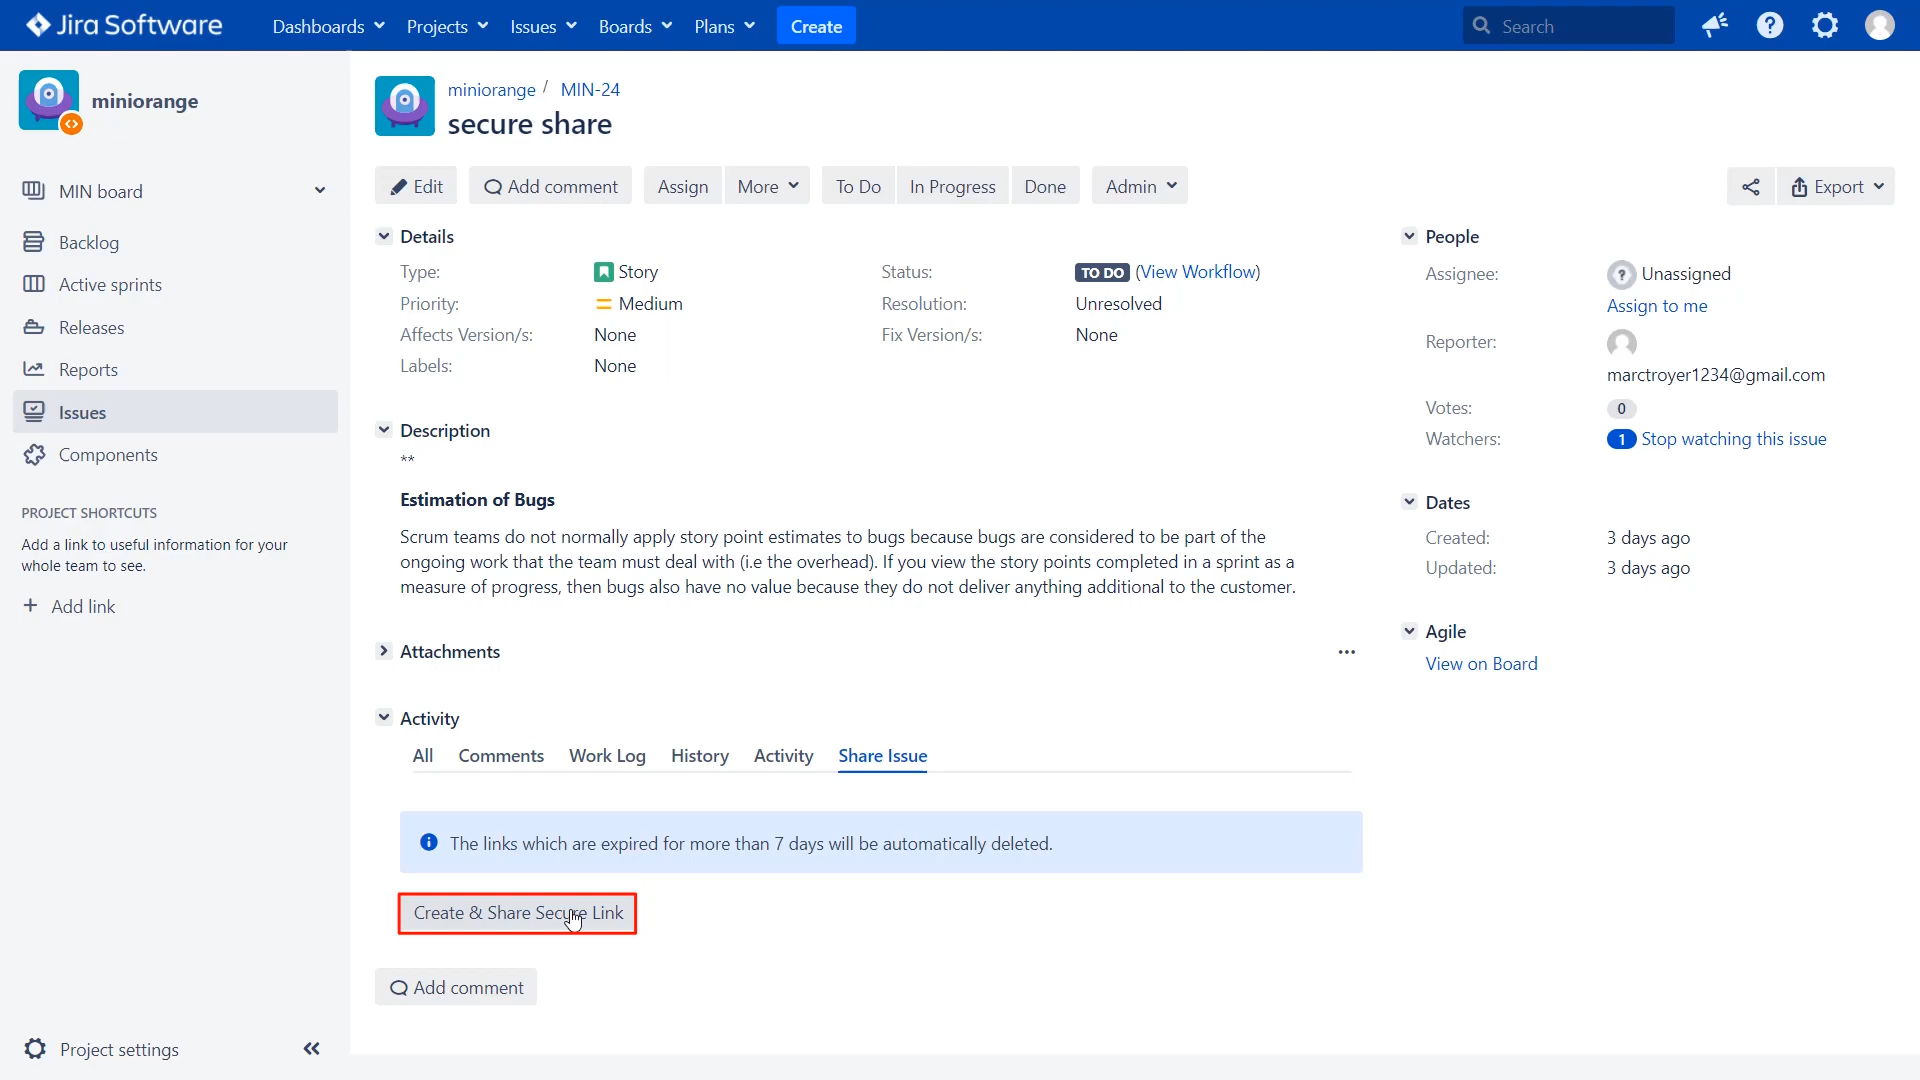 Jira Software Dashboards Projects Issues Boards Plans Create Search
miniorange
MIN board
Backlog
Active sprints
Releases
Reports
Issues
Components
PROJECT SHORTCUTS
Add a link to useful information for your
whole team to see.
+ Add link
Project settings
miniorange / MIN-24
secure share
Edit Add comment Assign More To Do In Progress Done Admin Export
Details
Type: Story Status: TO DO (View Workflow)
Priority: Medium Resolution: Unresolved
Affects Version/s: None Fix Version/s: None
Labels: None
Description
**
Estimation of Bugs
Scrum teams do not normally apply story point estimates to bugs because bugs are considered to be part of the
ongoing work that the team must deal with (i.e the overhead). If you view the story points completed in a sprint as a
measure of progress, then bugs also have no value because they do not deliver anything additional to the customer.
Attachments
Activity
All Comments Work Log History Activity Share Issue
The links which are expired for more than 7 days will be automatically deleted.
Create & Share Secure Link
Add comment
People
Assignee: Unassigned
Assign to me
Reporter:
marctroyer1234@gmail.com
Votes: 0
Watchers: 1 Stop watching this issue
Dates
Created: 3 days ago
Updated: 3 days ago
Agile
View on Board